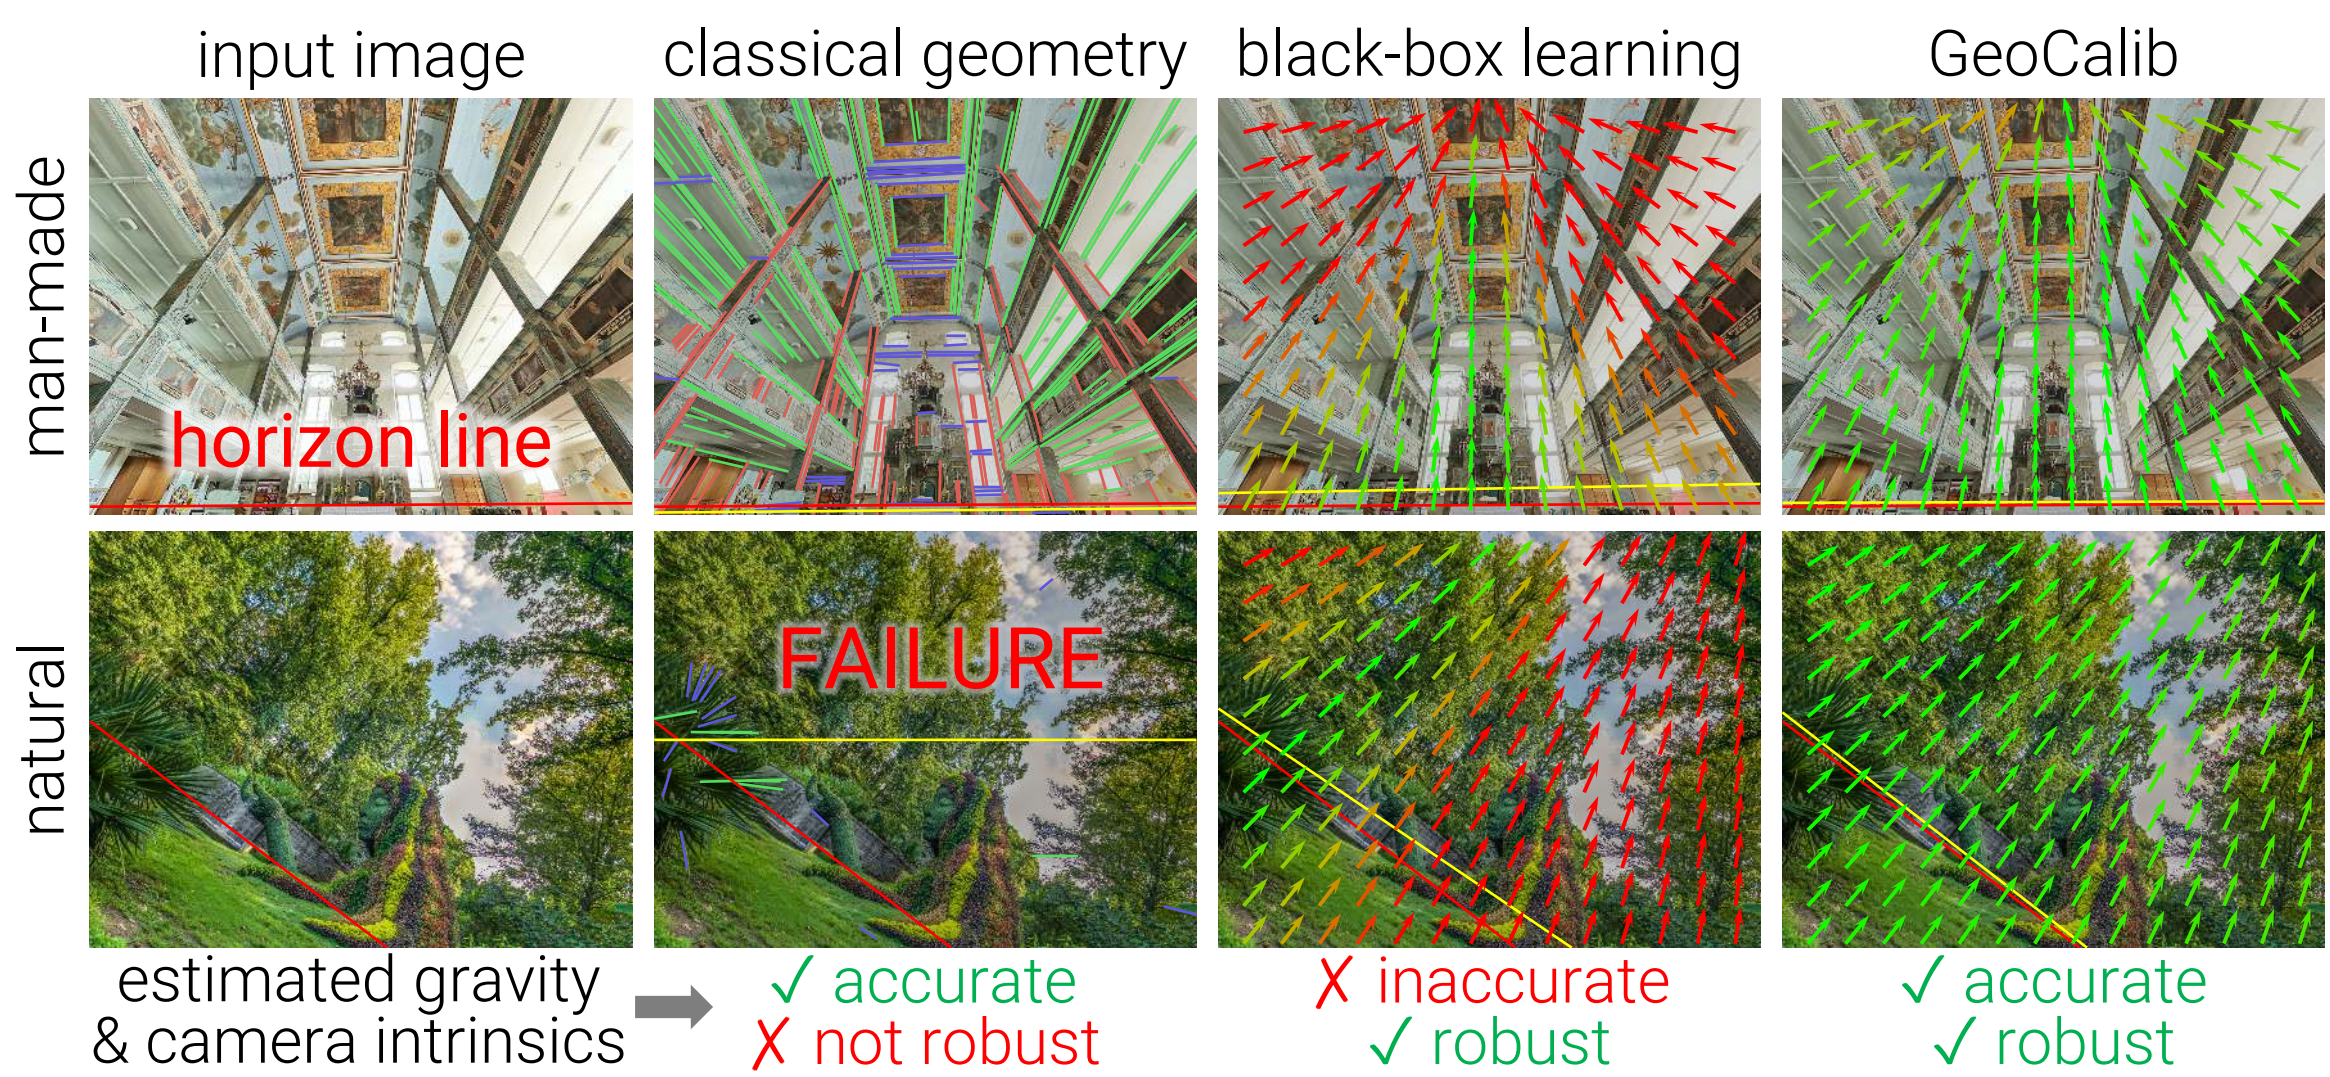 input image
classical geometry
black-box learning
GeoCalib
man-made
horizon line
natural
FAILURE
estimated gravity
& camera intrinsics
✓ accurate
✗ not robust
✗ inaccurate
✓ robust
✓ accurate
✓ robust